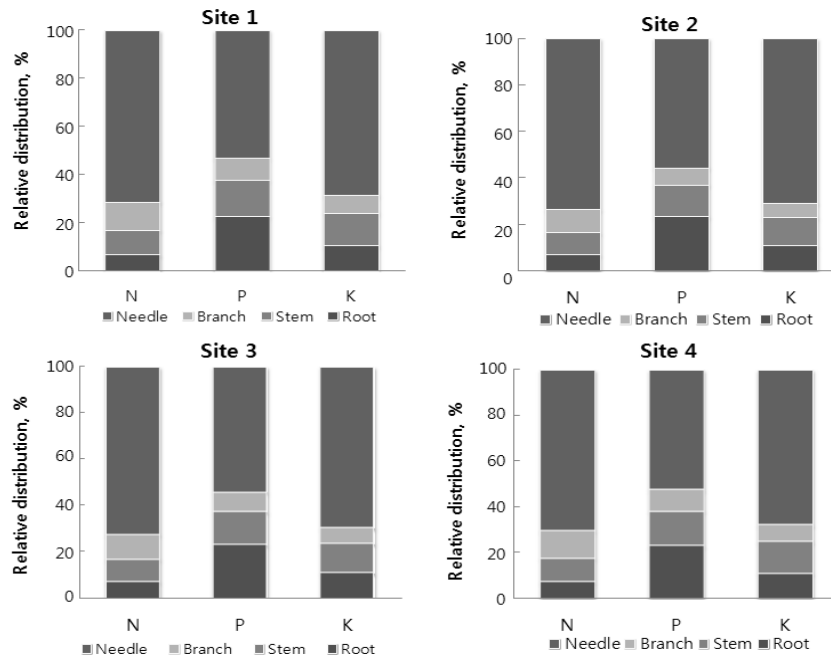 Site 1
Relative distribution, %
100
80
60
40
20
0
N P K
Needle Branch Stem Root
Site 2
Relative distribution, %
100
80
60
40
20
0
N P K
Needle Branch Stem Root
Site 3
Relative distribution, %
100
80
60
40
20
0
N P K
Needle Branch Stem Root
Site 4
Relative distribution, %
100
80
60
40
20
0
N P K
Needle Branch Stem Root